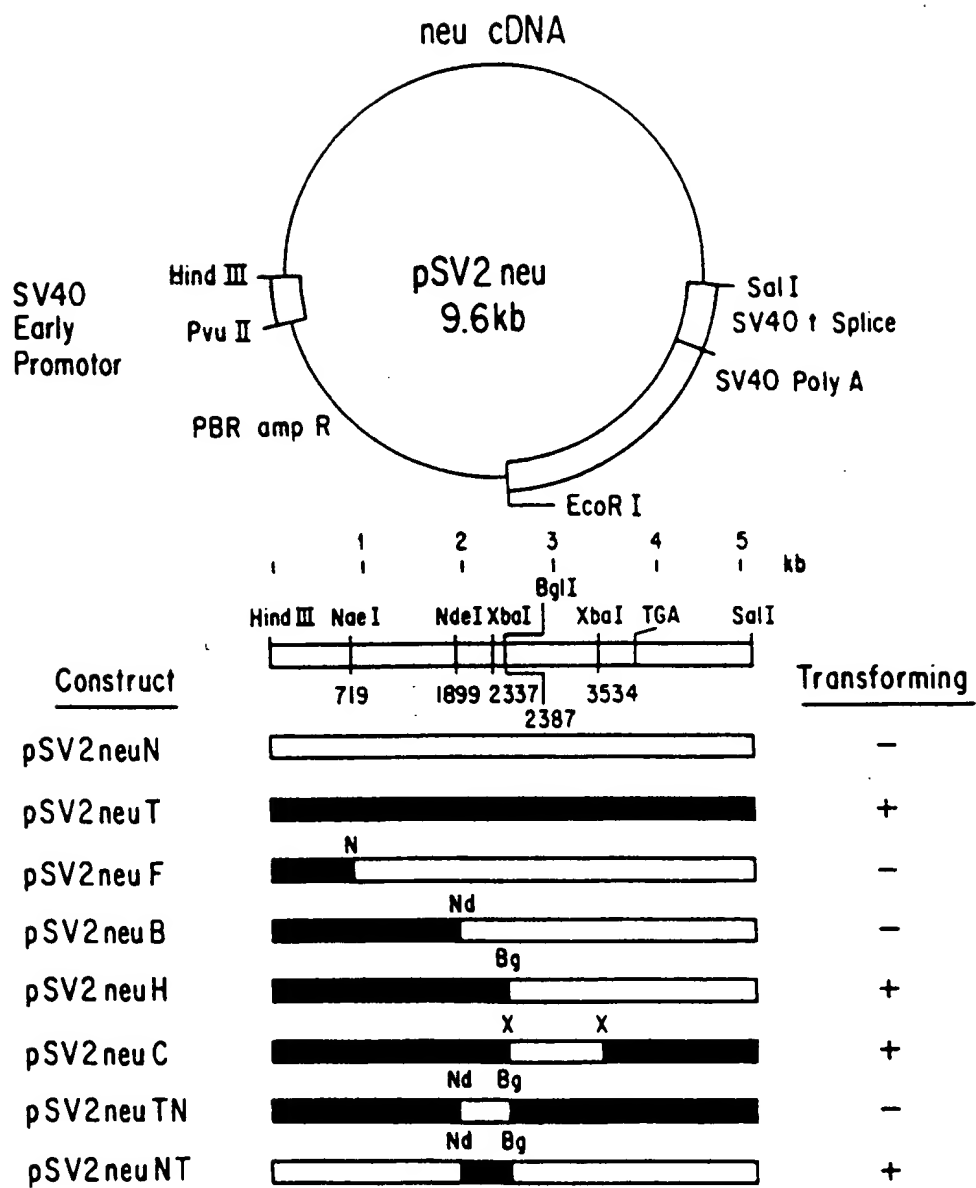 neu cDNA
Hind III
Pvu II
SV40
Early
Promotor
pSV2 neu
9.6kb
Sal I
SV40 t Splice
SV40 Poly A
PBR amp R
EcoR I
1 2 3 4 5 kb
BglI
Hind III NaeI NdeI XbaI XbaI TGA SalI
719 1899 2337 3534
2387
Construct Transforming
pSV2neuN −
pSV2neuT +
N
pSV2neuF −
Nd
pSV2neuB −
Bg
pSV2neuH +
X X
pSV2neuC +
Nd Bg
pSV2neuTN −
Nd Bg
pSV2neuNT +